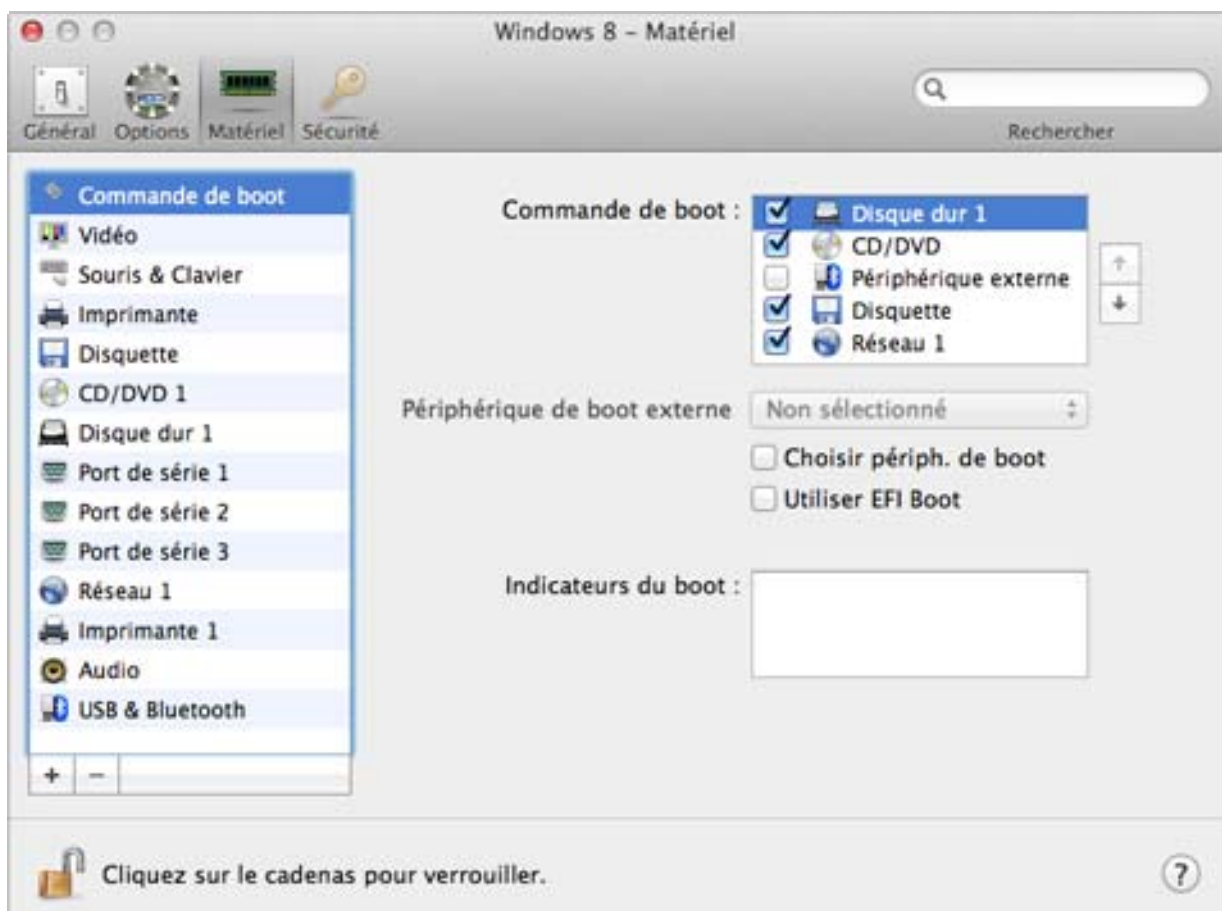 Windows 8 – Matériel
Général Options Matériel Sécurité
Rechercher
Commande de boot
Vidéo
Souris & Clavier
Imprimante
Disquette
CD/DVD 1
Disque dur 1
Port de série 1
Port de série 2
Port de série 3
Réseau 1
Imprimante 1
Audio
USB & Bluetooth
+ −
Commande de boot :
Disque dur 1
CD/DVD
Périphérique externe
Disquette
Réseau 1
Périphérique de boot externe Non sélectionné
Choisir périph. de boot
Utiliser EFI Boot
Indicateurs du boot :
Cliquez sur le cadenas pour verrouiller.
?